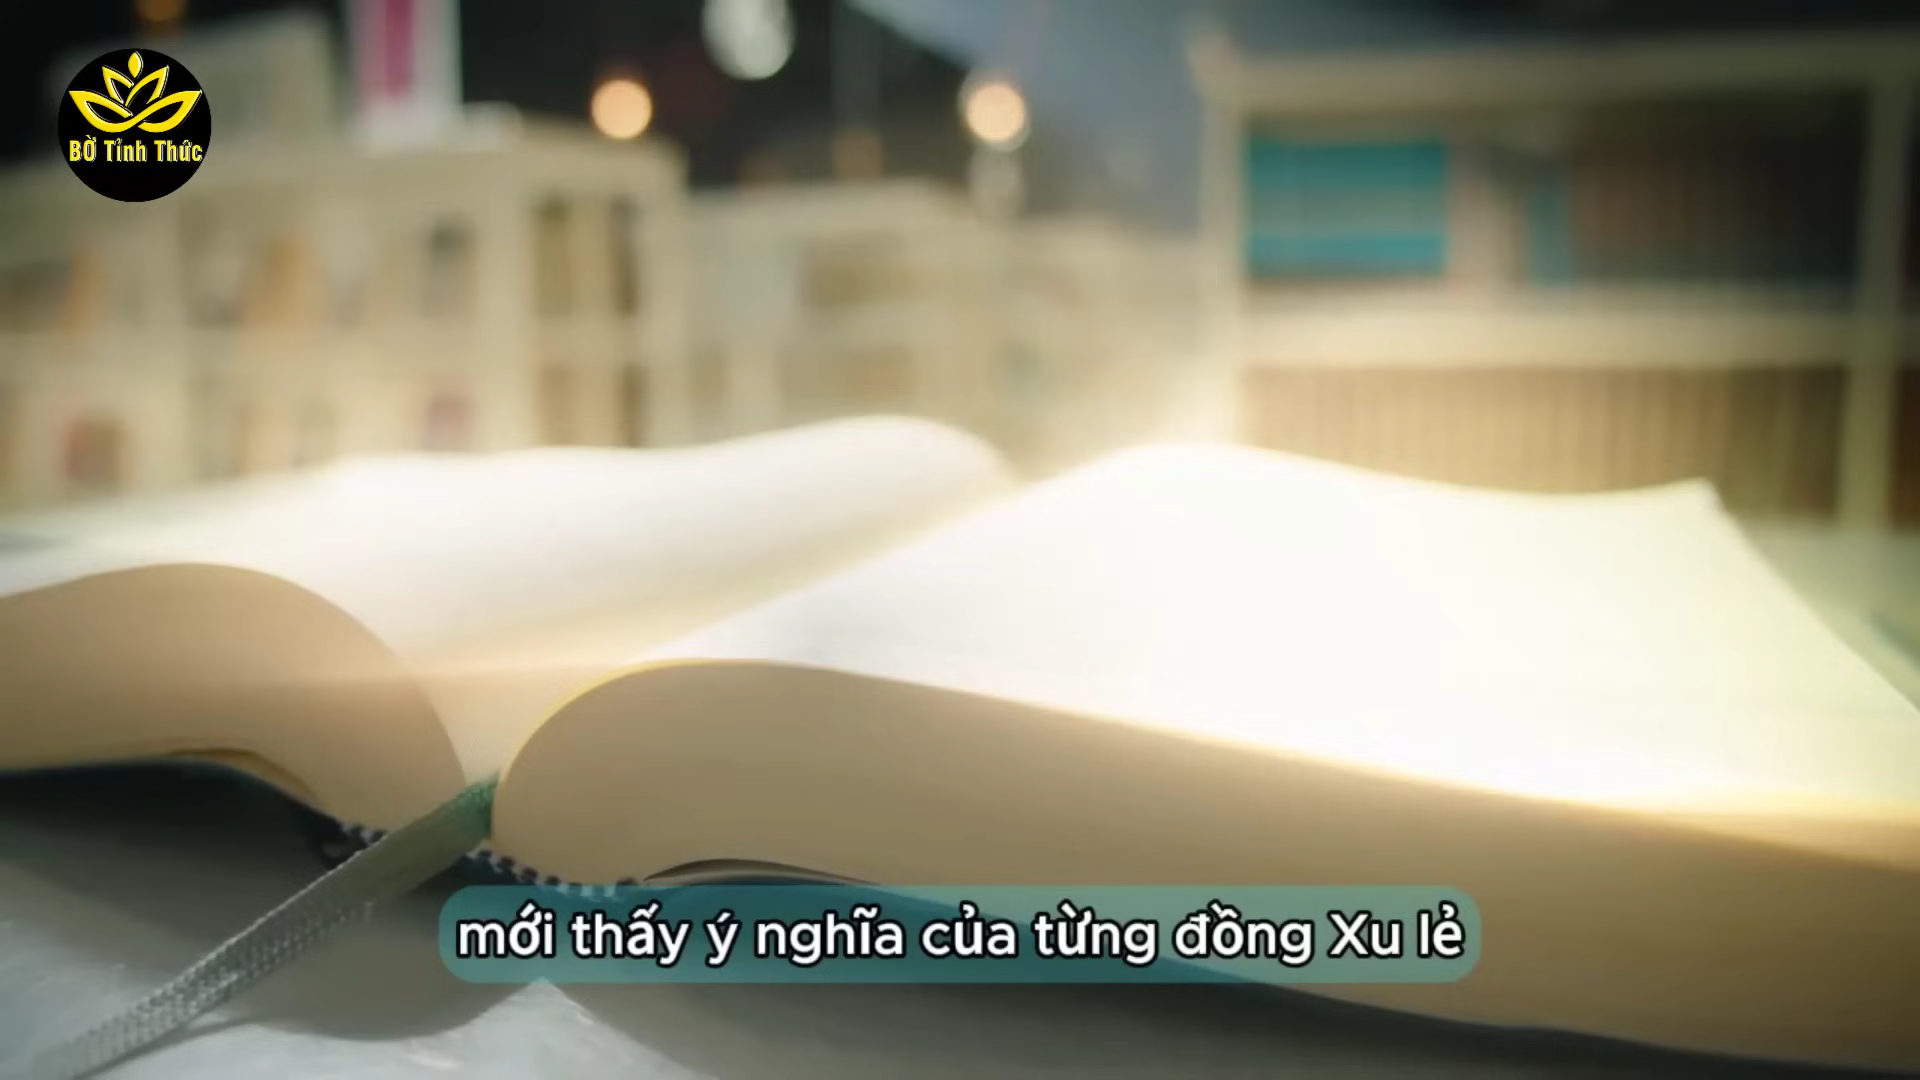 BỜ Tỉnh Thức
mới thấy ý nghĩa của từng đồng Xu lẻ